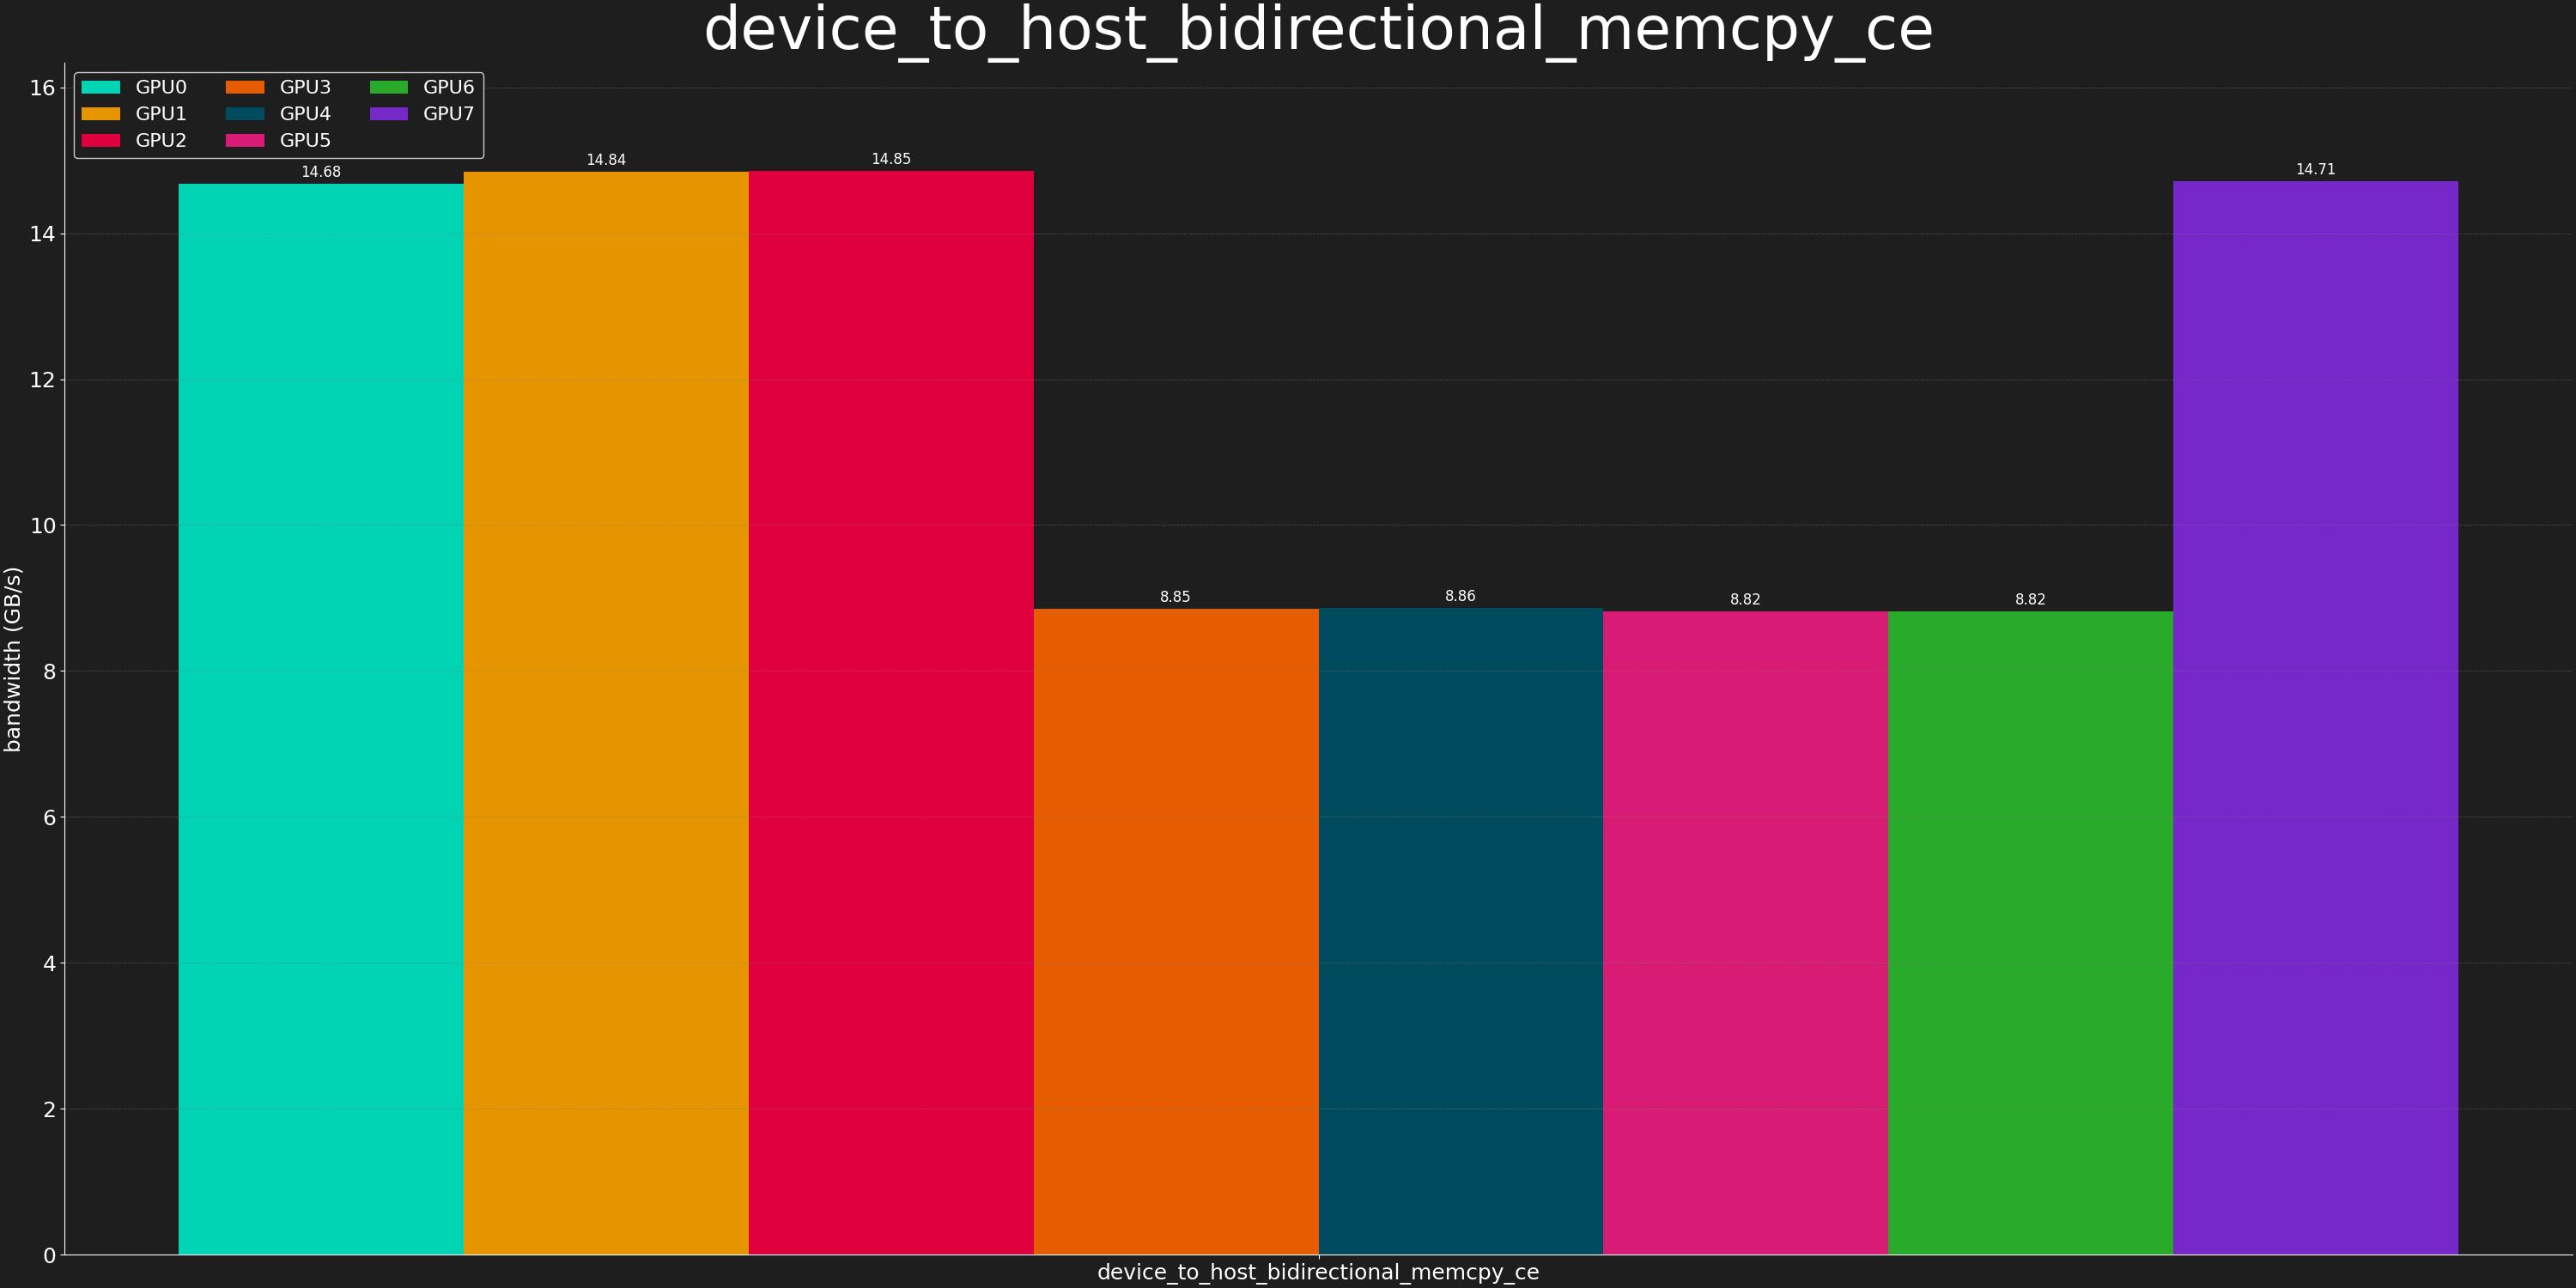 device_to_host_bidirectional_memcpy_ce
GPU0
GPU1
GPU2
GPU3
GPU4
GPU5
GPU6
GPU7
bandwidth (GB/s)
16
14
12
10
8
6
4
2
0
14.68
14.84
14.85
8.85
8.86
8.82
8.82
14.71
device_to_host_bidirectional_memcpy_ce